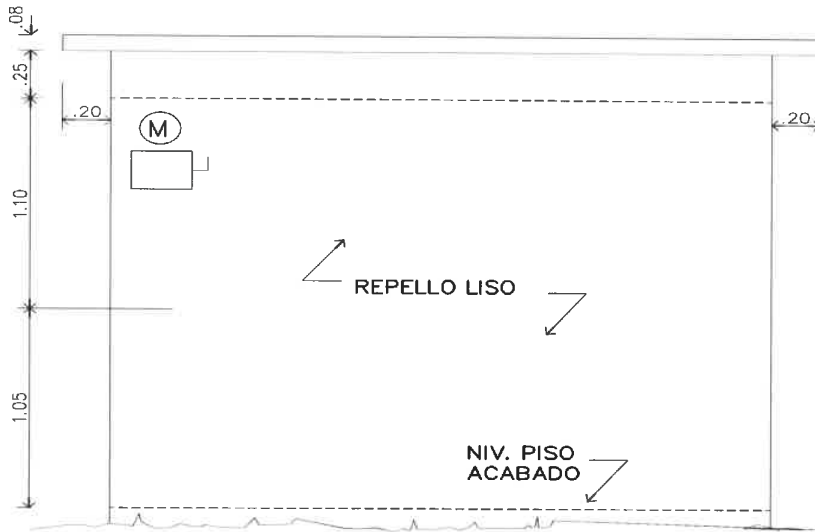 .08
.25
.20
M
.20
1.10
REPELLO LISO
1.05
NIV. PISO
ACABADO